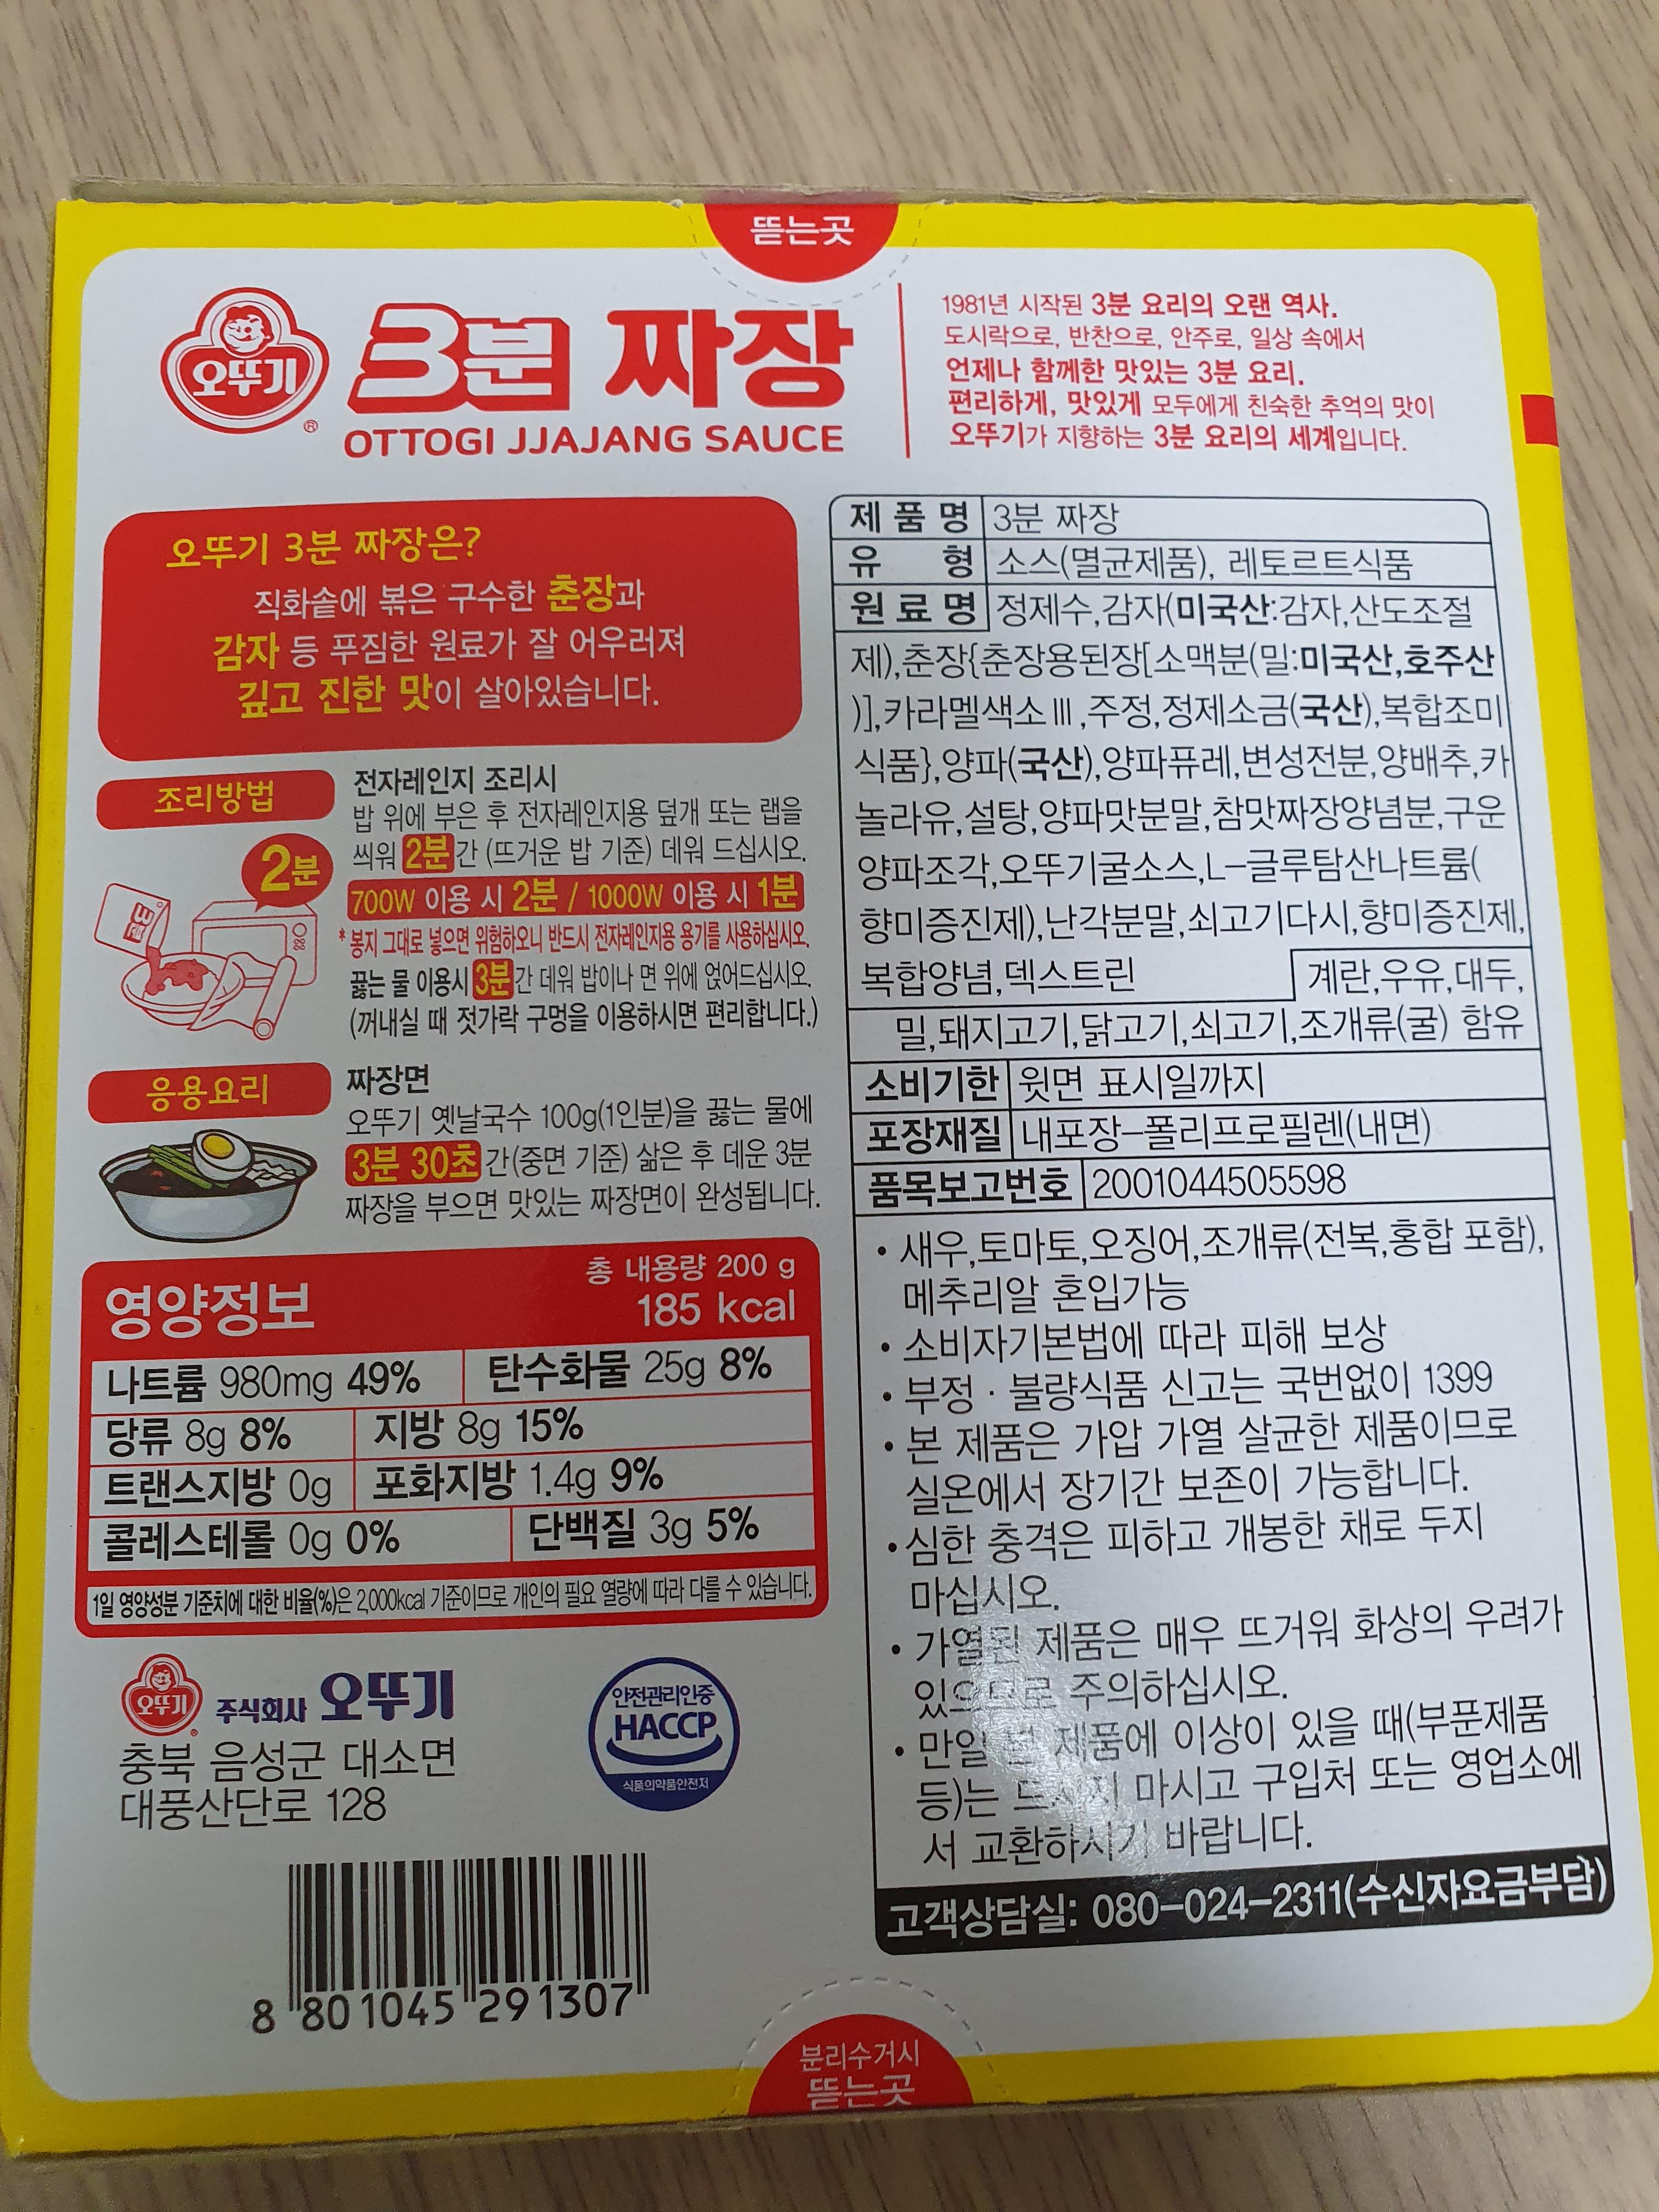 뜯는곳
오뚜기
®
3분 짜장
OTTOGI JJAJANG SAUCE
1981년 시작된 3분 요리의 오랜 역사.
도시락으로, 반찬으로, 안주로, 일상 속에서
언제나 함께한 맛있는 3분 요리.
편리하게, 맛있게 모두에게 친숙한 추억의 맛이
오뚜기가 지향하는 3분 요리의 세계입니다.
오뚜기 3분 짜장은?
직화솥에 볶은 구수한 춘장과
감자 등 푸짐한 원료가 잘 어우러져
깊고 진한 맛이 살아있습니다.
조리방법
2분
3분
전자레인지 조리시
밥 위에 부은 후 전자레인지용 덮개 또는 랩을
씌워 2분간 (뜨거운 밥 기준) 데워 드십시오.
700W 이용 시 2분 / 1000W 이용 시 1분
* 봉지 그대로 넣으면 위험하오니 반드시 전자레인지용 용기를 사용하십시오.
끓는 물 이용시 3분간 데워 밥이나 면 위에 얹어드십시오.
(꺼내실 때 젓가락 구멍을 이용하시면 편리합니다.)
응용요리
짜장면
오뚜기 옛날국수 100g(1인분)을 끓는 물에
3분 30초 간(중면 기준) 삶은 후 데운 3분
짜장을 부으면 맛있는 짜장면이 완성됩니다.
영양정보
총 내용량 200 g
185 kcal
나트륨 980mg 49% 탄수화물 25g 8%
당류 8g 8% 지방 8g 15%
트랜스지방 0g 포화지방 1.4g 9%
콜레스테롤 0g 0% 단백질 3g 5%
1일 영양성분 기준치에 대한 비율(%)은 2,000kcal 기준이므로 개인의 필요 열량에 따라 다를 수 있습니다.
오뚜기
주식회사 오뚜기
충북 음성군 대소면
대풍산단로 128
안전관리인증
HACCP
식품의약품안전처
8 801045 291307
제 품 명 3분 짜장
유 형 소스(멸균제품), 레토르트식품
원 료 명 정제수,감자(미국산:감자,산도조절
제),춘장{춘장용된장[소맥분(밀:미국산,호주산
)],카라멜색소Ⅲ,주정,정제소금(국산),복합조미
식품},양파(국산),양파퓨레,변성전분,양배추,카
놀라유,설탕,양파맛분말,참맛짜장양념분,구운
양파조각,오뚜기굴소스,L-글루탐산나트륨(
향미증진제),난각분말,쇠고기다시,향미증진제,
복합양념,덱스트린 계란,우유,대두,
밀,돼지고기,닭고기,쇠고기,조개류(굴) 함유
소비기한 윗면 표시일까지
포장재질 내포장-폴리프로필렌(내면)
품목보고번호 2001044505598
• 새우,토마토,오징어,조개류(전복,홍합 포함),
메추리알 혼입가능
• 소비자기본법에 따라 피해 보상
• 부정 · 불량식품 신고는 국번없이 1399
• 본 제품은 가압 가열 살균한 제품이므로
실온에서 장기간 보존이 가능합니다.
• 심한 충격은 피하고 개봉한 채로 두지
마십시오.
• 가열된 제품은 매우 뜨거워 화상의 우려가
있으므로 주의하십시오.
• 만일 본 제품에 이상이 있을 때(부푼제품
등)는 드시지 마시고 구입처 또는 영업소에
서 교환하시기 바랍니다.
고객상담실: 080-024-2311(수신자요금부담)
분리수거시
뜯는곳